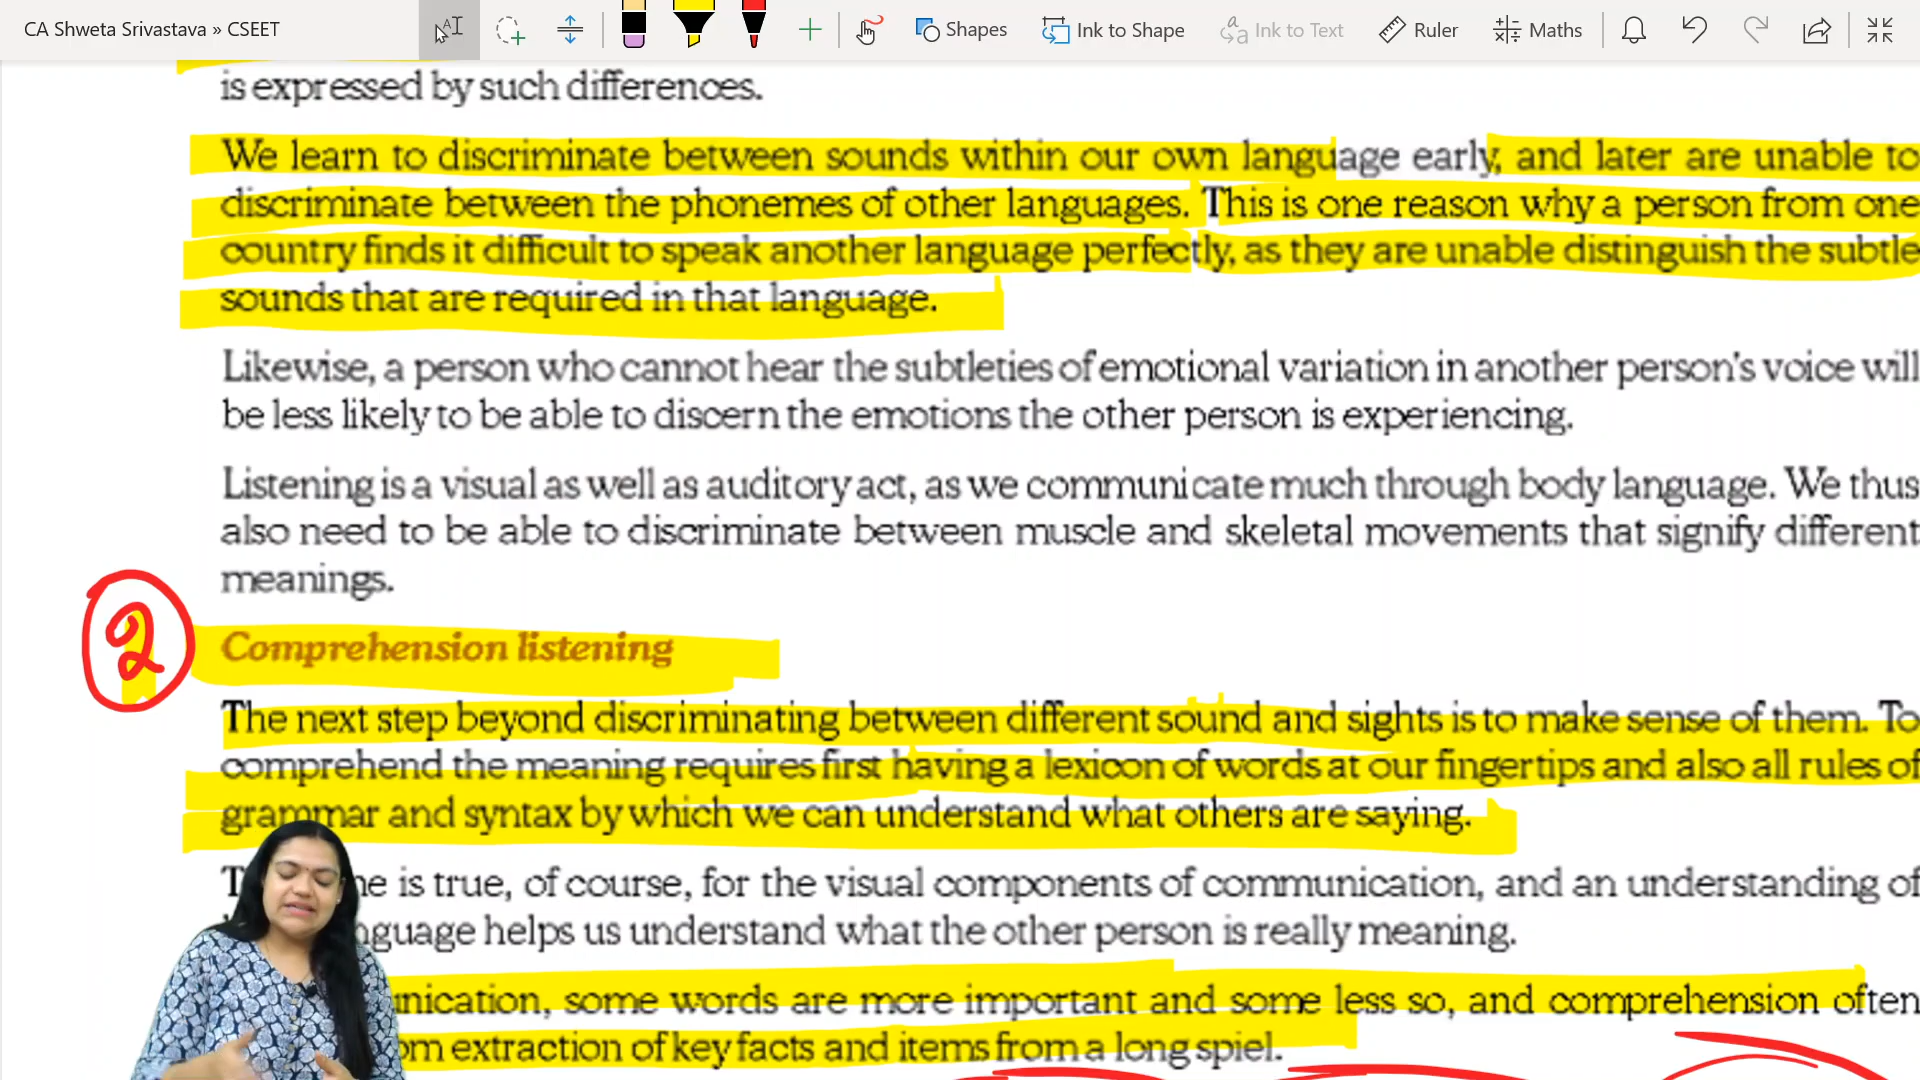 CA Shweta Srivastava » CSEET
Shapes
Ink to Shape
Ink to Text
Ruler
Maths
is expressed by such differences.
We learn to discriminate between sounds within our own language early, and later are unable to
discriminate between the phonemes of other languages. This is one reason why a person from one
country finds it difficult to speak another language perfectly, as they are unable distinguish the subtle
sounds that are required in that language.
Likewise, a person who cannot hear the subtleties of emotional variation in another person's voice will
be less likely to be able to discern the emotions the other person is experiencing.
Listening is a visual as well as auditory act, as we communicate much through body language. We thus
also need to be able to discriminate between muscle and skeletal movements that signify different
meanings.
2
Comprehension listening
The next step beyond discriminating between different sound and sights is to make sense of them. To
comprehend the meaning requires first having a lexicon of words at our fingertips and also all rules of
grammar and syntax by which we can understand what others are saying.
is true, of course, for the visual components of communication, and an understanding of
helps us understand what the other person is really meaning.
some words are more important and some less so, and comprehension often
extraction of key facts and items from a long spiel.